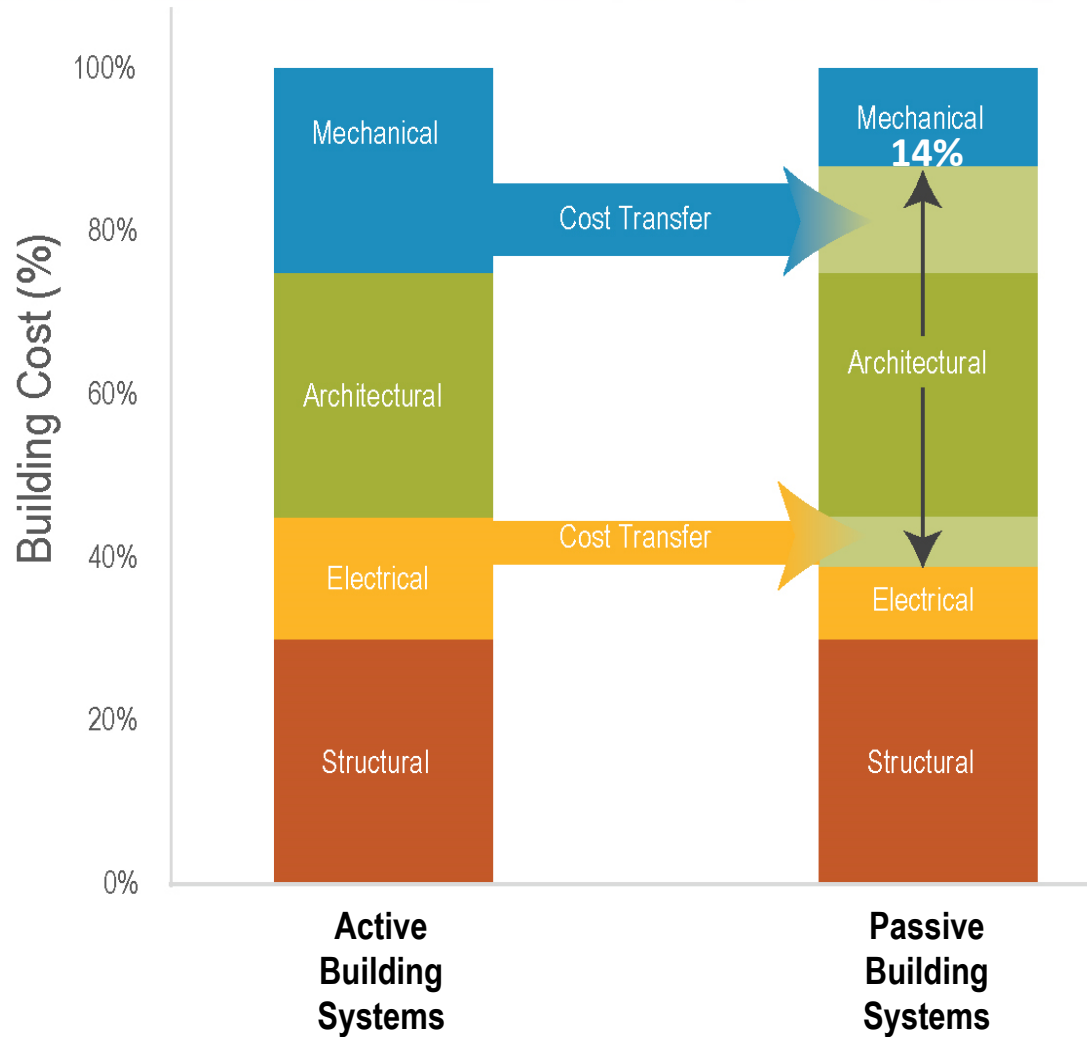 Building Cost (%)
100%
80%
60%
40%
20%
0%
Mechanical
Architectural
Electrical
Structural
Cost Transfer
Cost Transfer
Mechanical
14%
Architectural
Electrical
Structural
Active
Building
Systems
Passive
Building
Systems